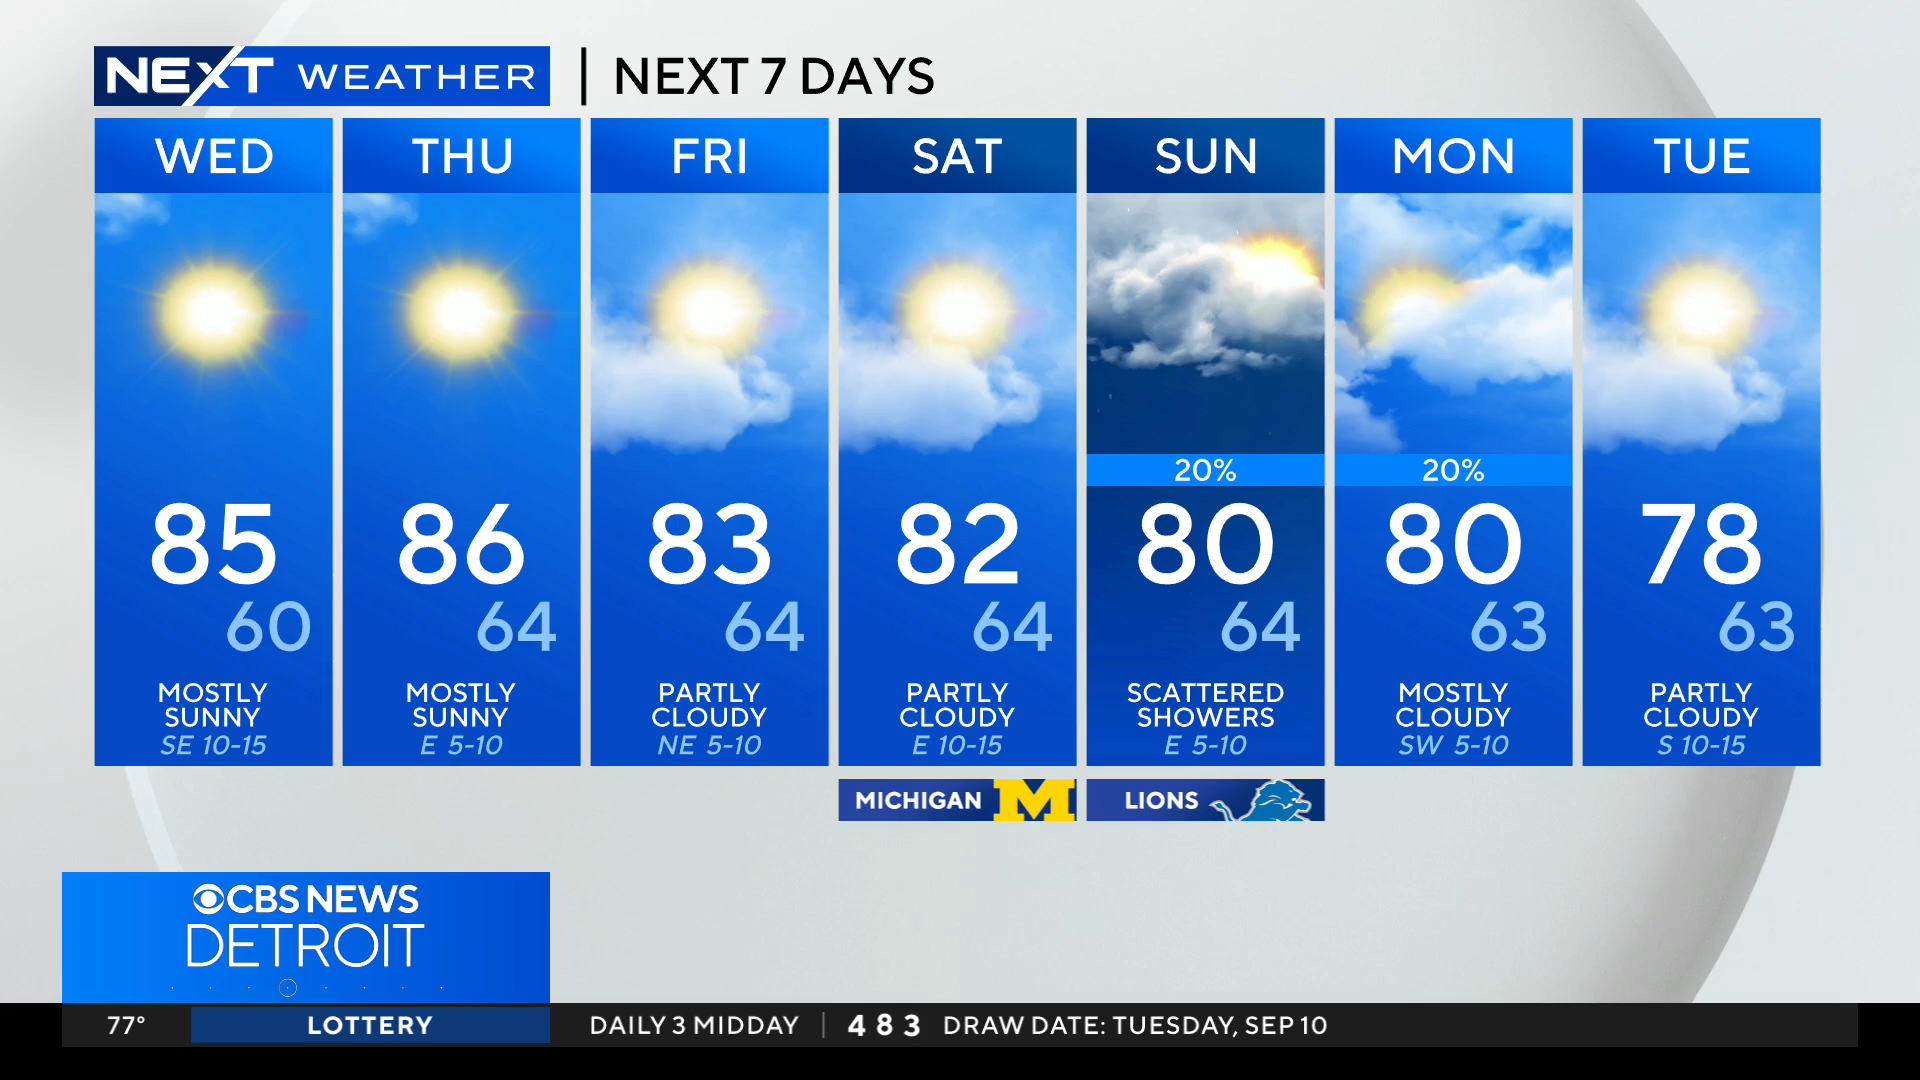 NEXT WEATHER | NEXT 7 DAYS
WED
85
60
MOSTLY
SUNNY
SE 10-15
THU
86
64
MOSTLY
SUNNY
E 5-10
FRI
83
64
PARTLY
CLOUDY
NE 5-10
SAT
82
64
PARTLY
CLOUDY
E 10-15
MICHIGAN M
SUN
20%
80
64
SCATTERED
SHOWERS
E 5-10
LIONS
MON
20%
80
63
MOSTLY
CLOUDY
SW 5-10
TUE
78
63
PARTLY
CLOUDY
S 10-15
CBS NEWS
DETROIT
77° LOTTERY DAILY 3 MIDDAY | 4 8 3 DRAW DATE: TUESDAY, SEP 10